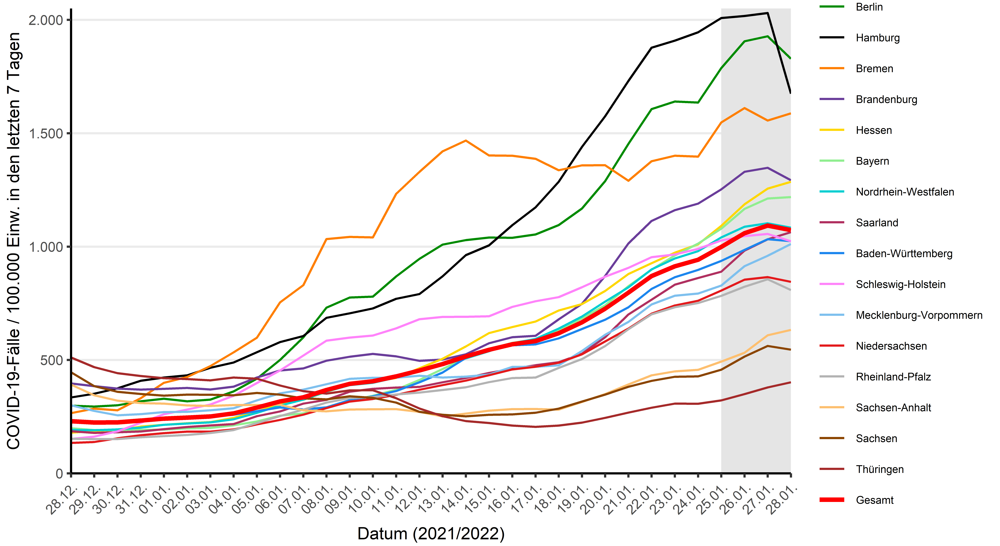 COVID-19-Fälle / 100.000 Einw. in den letzten 7 Tagen
2.000
1.500
1.000
500
0
28.12.
29.12.
30.12.
31.12.
01.01.
02.01.
03.01.
04.01.
05.01.
06.01.
07.01.
08.01.
09.01.
10.01.
11.01.
12.01.
13.01.
14.01.
15.01.
16.01.
17.01.
18.01.
19.01.
20.01.
21.01.
22.01.
23.01.
24.01.
25.01.
26.01.
27.01.
28.01.
Datum (2021/2022)
Berlin
Hamburg
Bremen
Brandenburg
Hessen
Bayern
Nordrhein-Westfalen
Saarland
Baden-Württemberg
Schleswig-Holstein
Mecklenburg-Vorpommern
Niedersachsen
Rheinland-Pfalz
Sachsen-Anhalt
Sachsen
Thüringen
Gesamt